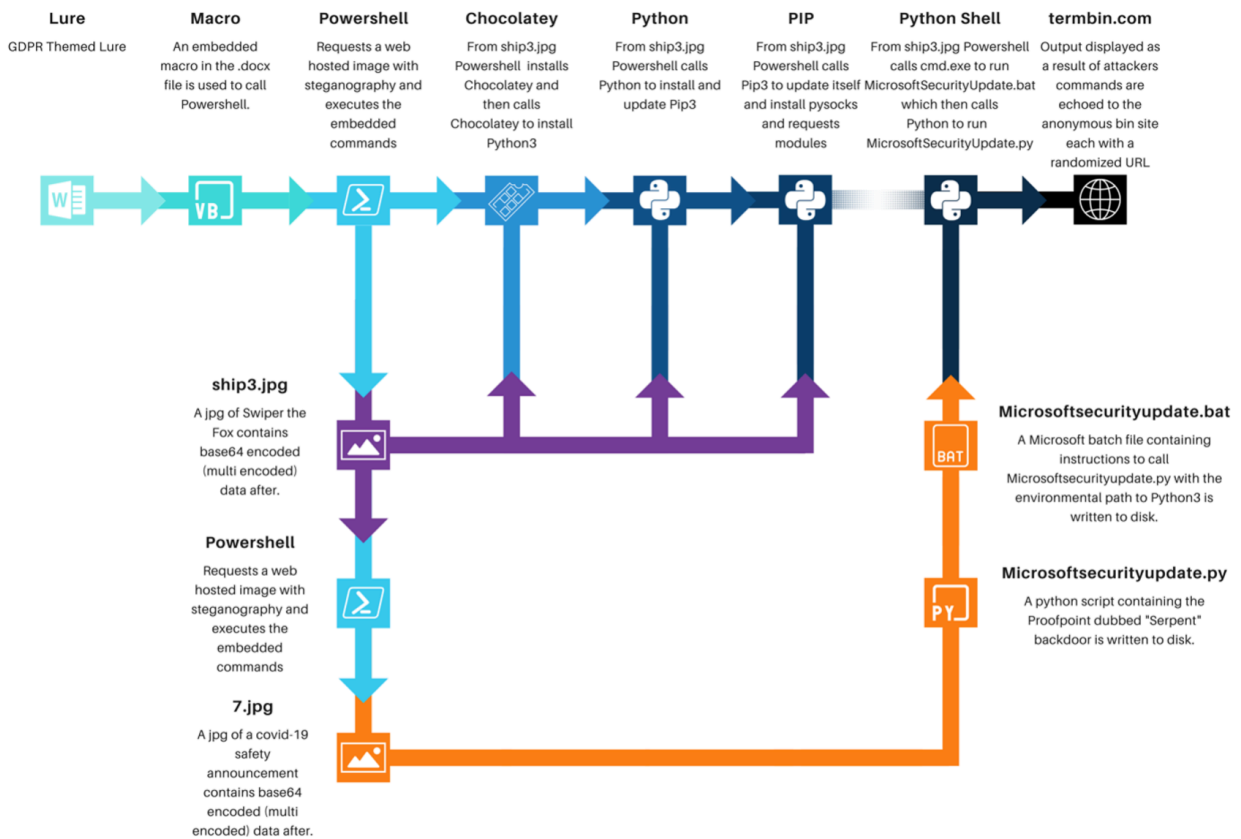 Lure
GDPR Themed Lure
Macro
An embedded
macro in the .docx
file is used to call
Powershell.
Powershell
Requests a web
hosted image with
steganography and
executes the
embedded
commands
Chocolatey
From ship3.jpg
Powershell installs
Chocolatey and
then calls
Chocolatey to install
Python3
Python
From ship3.jpg
Powershell calls
Python to install and
update Pip3
PIP
From ship3.jpg
Powershell calls
Pip3 to update itself
and install pysocks
and requests
modules
Python Shell
From ship3.jpg Powershell
calls cmd.exe to run
MicrosoftSecurityUpdate.bat
which then calls
Python to run
MicrosoftSecurityUpdate.py
termbin.com
Output displayed as
a result of attackers
commands are
echoed to the
anonymous bin site
each with a
randomized URL
W
VB
ship3.jpg
A jpg of Swiper the
Fox contains
base64 encoded
(multi encoded)
data after.
Microsoftsecurityupdate.bat
A Microsoft batch file containing
instructions to call
Microsoftsecurityupdate.py with the
environmental path to Python3 is
written to disk.
BAT
Powershell
Requests a web
hosted image with
steganography and
executes the
embedded
commands
Microsoftsecurityupdate.py
A python script containing the
Proofpoint dubbed "Serpent"
backdoor is written to disk.
PY
7.jpg
A jpg of a covid-19
safety
announcement
contains base64
encoded (multi
encoded) data after.